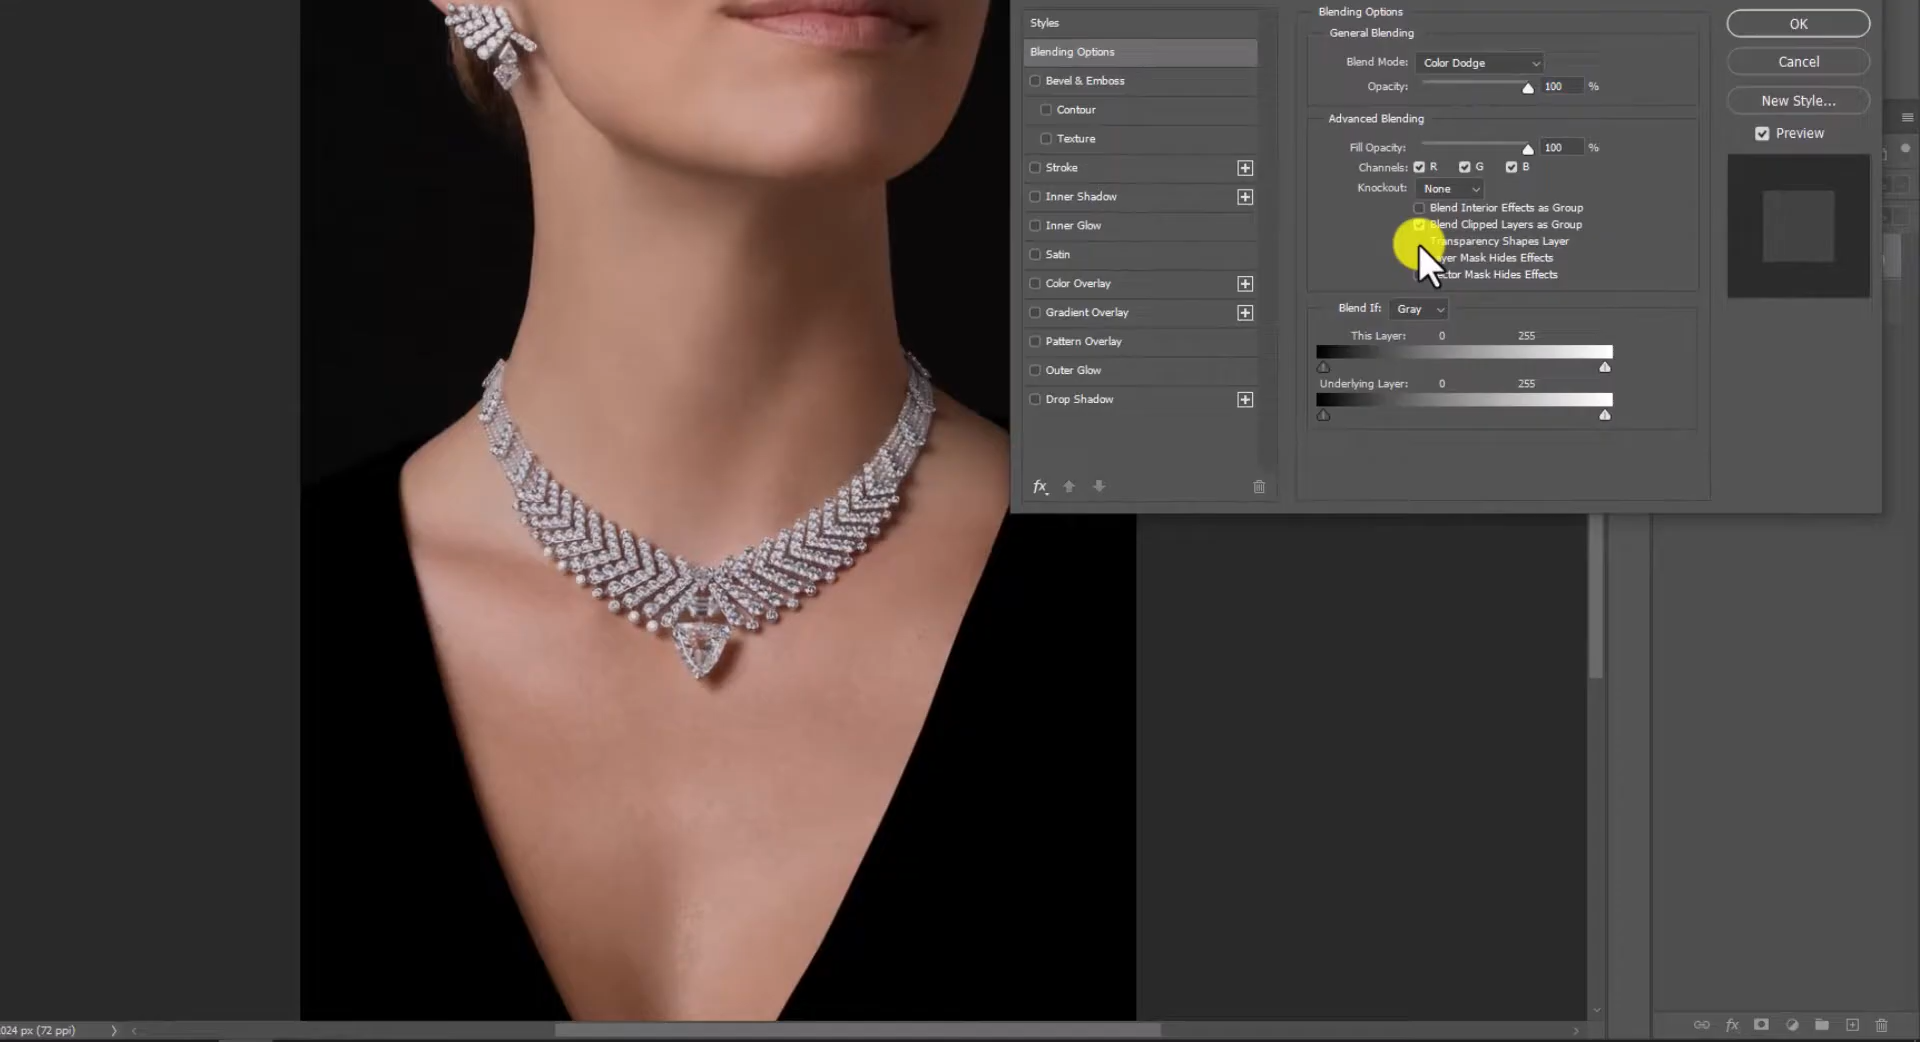 Styles
Blending Options
Bevel & Emboss
Contour
Texture
Stroke
Inner Shadow
Inner Glow
Satin
Color Overlay
Gradient Overlay
Pattern Overlay
Outer Glow
Drop Shadow
fx
Blending Options
General Blending
Blend Mode: Color Dodge
Opacity: 100 %
Advanced Blending
Fill Opacity: 100 %
Channels: R G B
Knockout: None
Blend Interior Effects as Group
Blend Clipped Layers as Group
Transparency Shapes Layer
Mask Hides Effects
Mask Hides Effects
Blend If: Gray
This Layer: 0 255
Underlying Layer: 0 255
OK
Cancel
New Style...
Preview
024 px (72 ppi)
fx